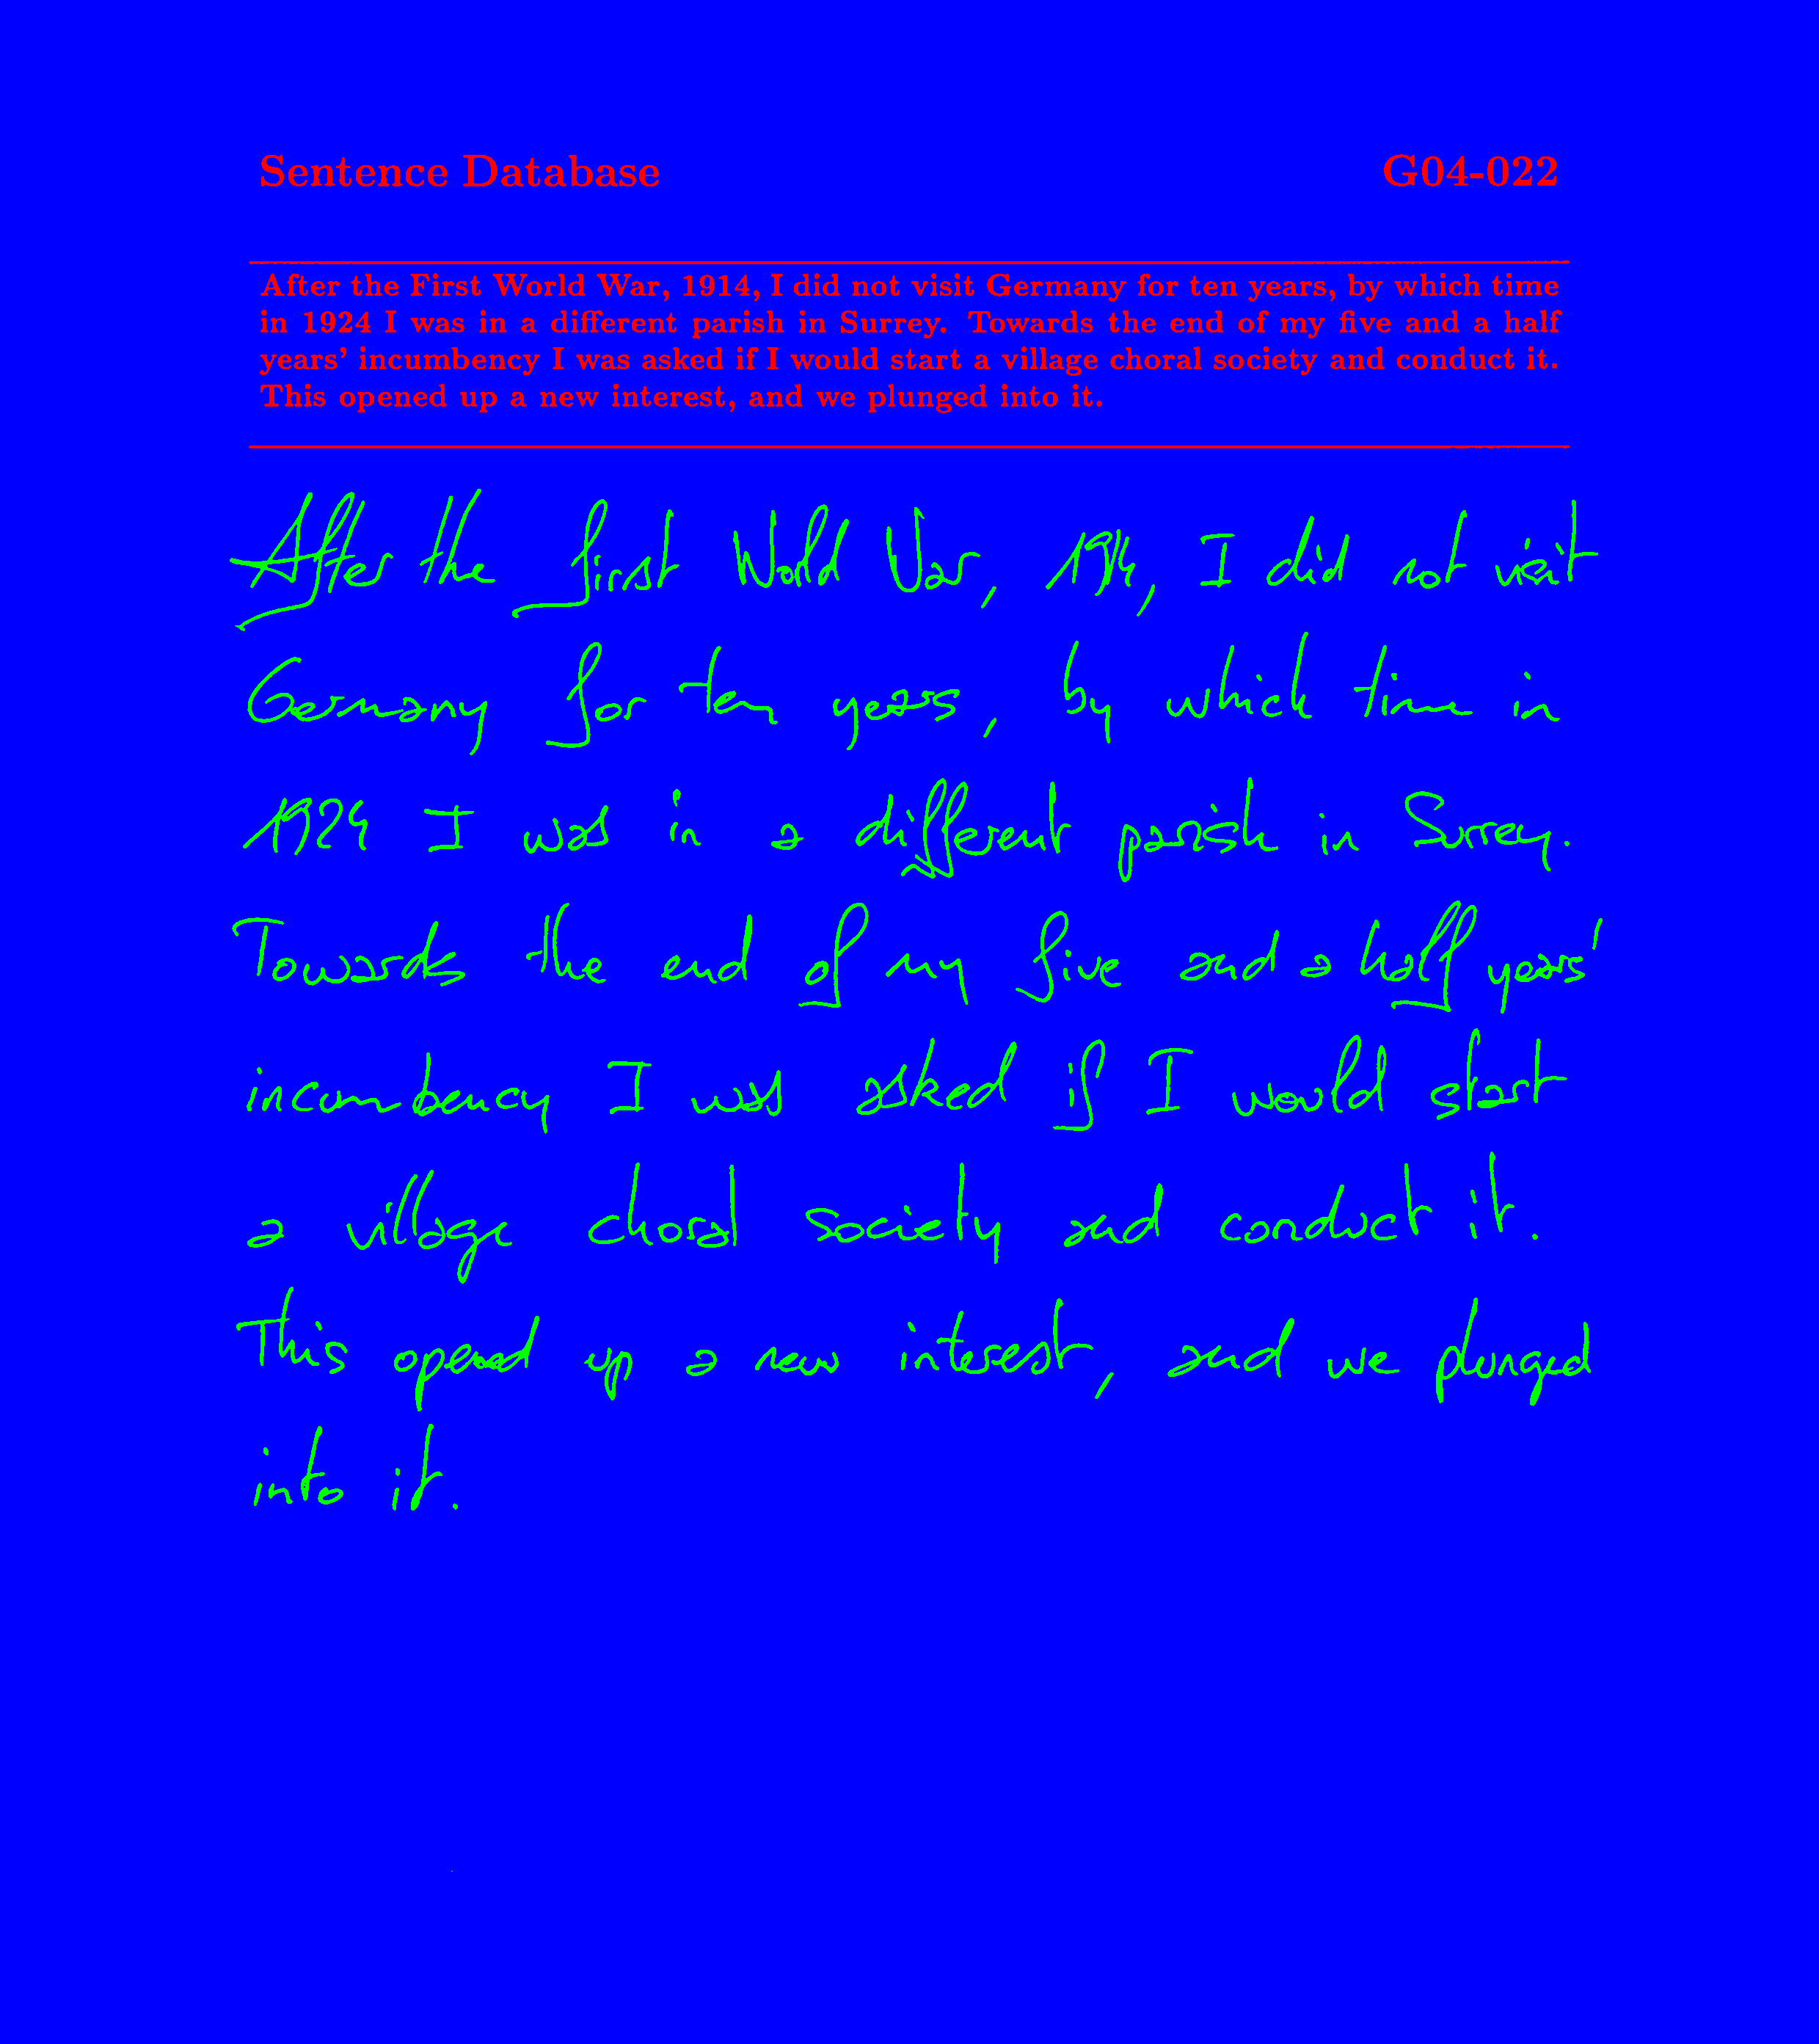 Sentence Database G04-022
After the First World War, 1914, I did not visit Germany for ten years, by which time
in 1924 I was in a different parish in Surrey. Towards the end of my five and a half
years' incumbency I was asked if I would start a village choral society and conduct it.
This opened up a new interest, and we plunged into it.
After the first World War, 1914, I did not visit
Germany for ten years, by which time in
1924 I was in a different parish in Surrey.
Towards the end of my five and a half years'
incumbency I was asked if I would start
a village choral society and conduct it.
This opened up a new interest, and we plunged
into it.